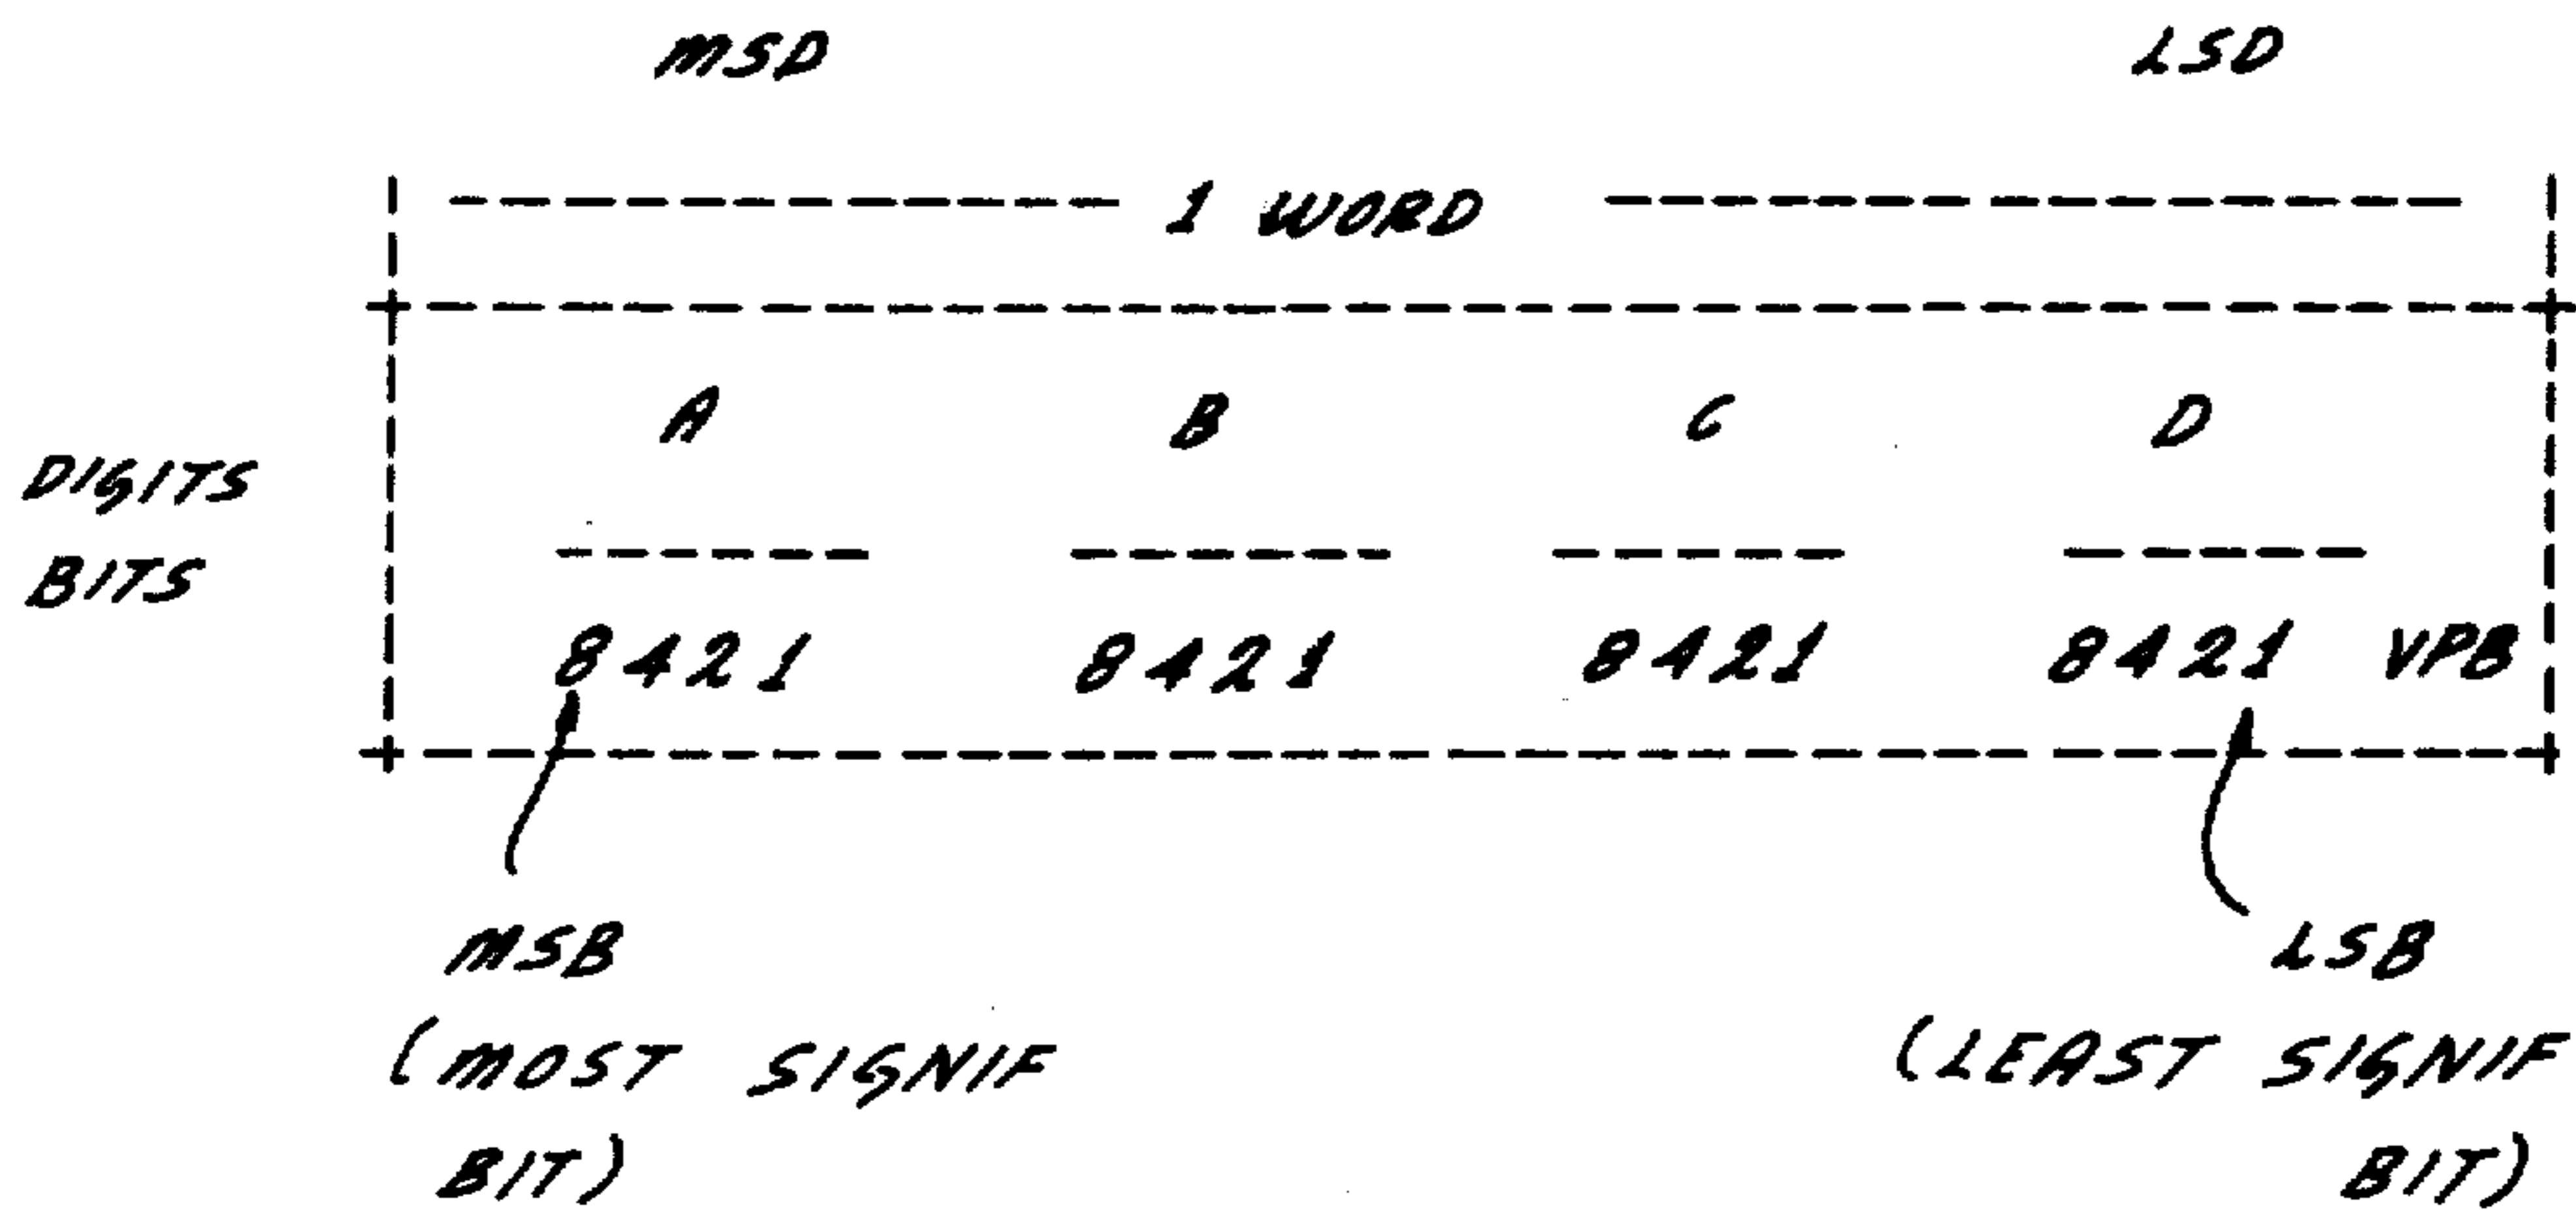 MSD LSD
1 WORD
A B C D
DIGITS
BITS
8421 8421 8421 8421 VPB
MSB LSB
(MOST SIGNIF (LEAST SIGNIF
BIT) BIT)